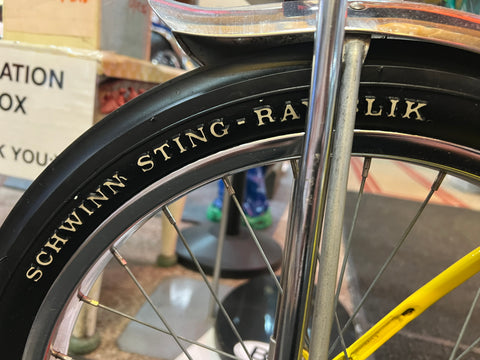 ATION
OX
K YOU
SCHWINN STING-RAY SLIK